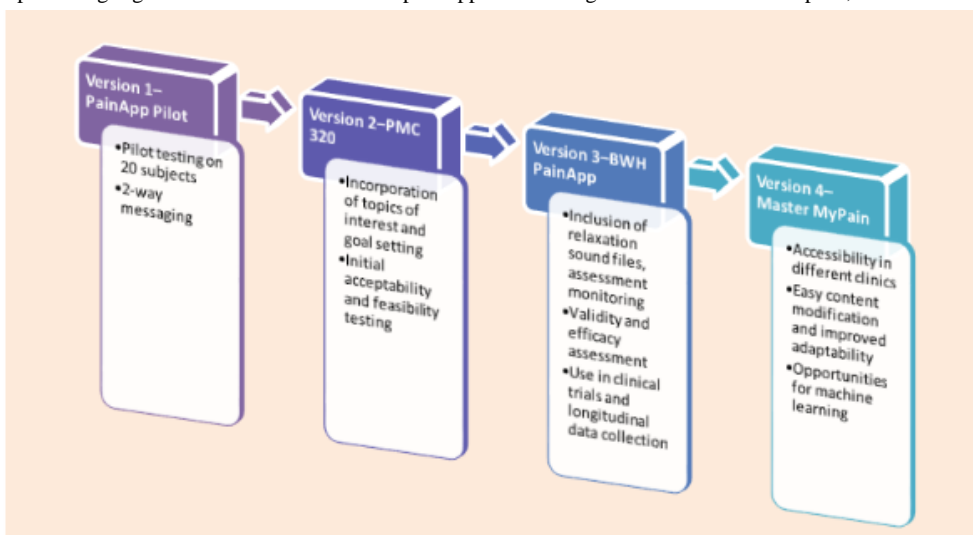 Version 1–
PainApp Pilot
•Pilot testing on
20 subjects
•2-way
messaging
Version 2–PMC
320
•Incorporation
of topics of
interest and
goal setting
•Initial
acceptability
and feasibility
testing
Version 3–BWH
PainApp
•Inclusion of
relaxation
sound files,
assessment
monitoring
•Validity and
efficacy
assessment
•Use in clinical
trials and
longitudinal
data collection
Version 4–
Master MyPain
•Accessibility in
different clinics
•Easy content
modification
and improved
adaptability
•Opportunities
for machine
learning